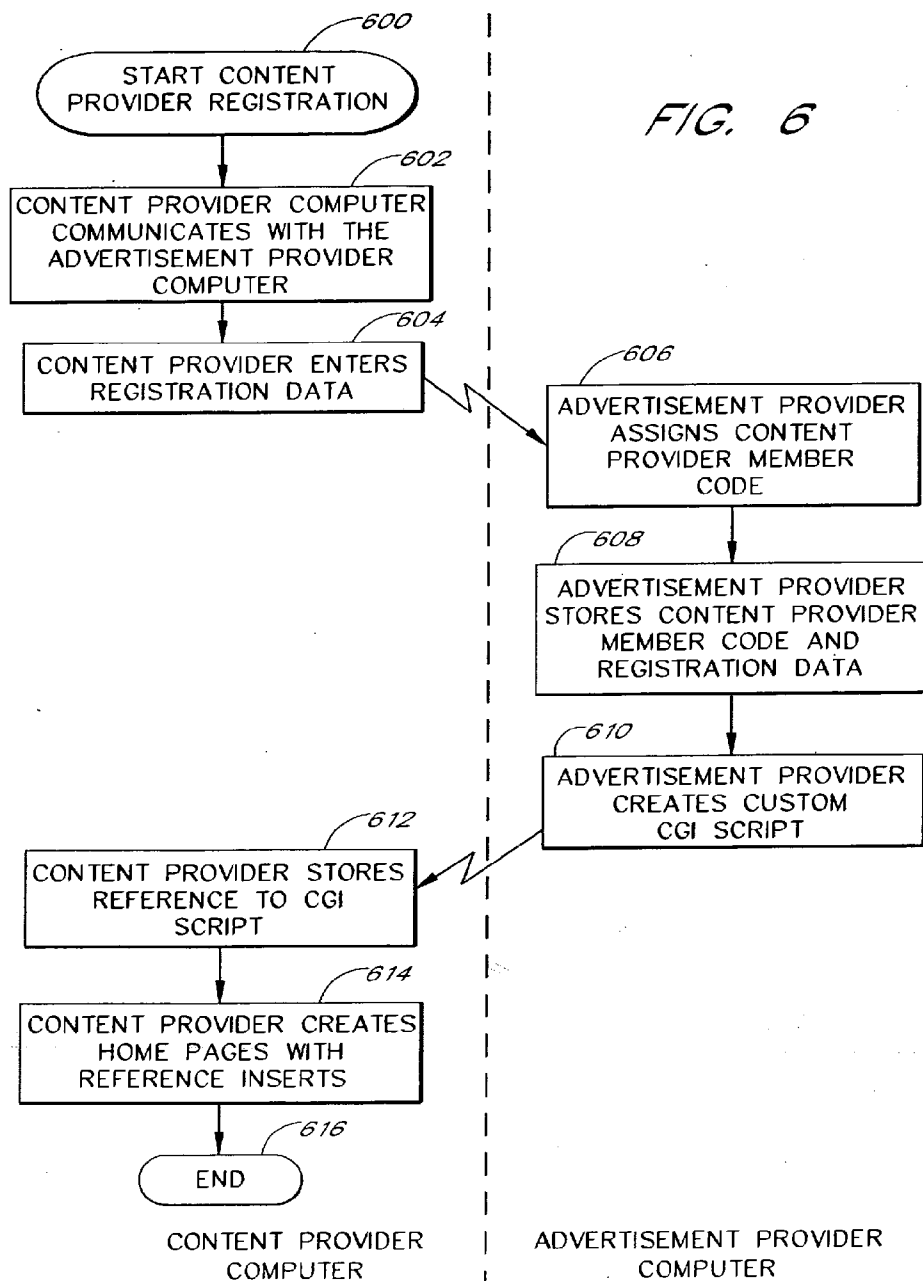 600
START CONTENT
PROVIDER REGISTRATION
FIG. 6
602
CONTENT PROVIDER COMPUTER
COMMUNICATES WITH THE
ADVERTISEMENT PROVIDER
COMPUTER
604
CONTENT PROVIDER ENTERS
REGISTRATION DATA
606
ADVERTISEMENT PROVIDER
ASSIGNS CONTENT
PROVIDER MEMBER
CODE
608
ADVERTISEMENT PROVIDER
STORES CONTENT PROVIDER
MEMBER CODE AND
REGISTRATION DATA
610
ADVERTISEMENT PROVIDER
CREATES CUSTOM
CGI SCRIPT
612
CONTENT PROVIDER STORES
REFERENCE TO CGI
SCRIPT
614
CONTENT PROVIDER CREATES
HOME PAGES WITH
REFERENCE INSERTS
616
END
CONTENT PROVIDER
COMPUTER
ADVERTISEMENT PROVIDER
COMPUTER